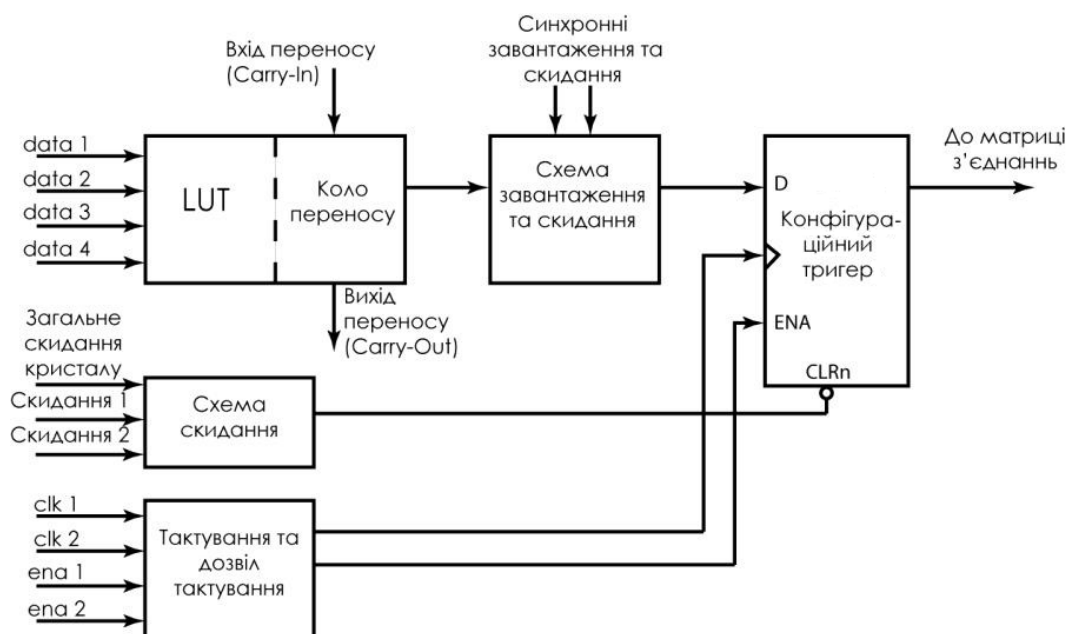 Вхід переносу
(Carry-In)
Синхронні
завантаження та
скидання
До матриці
з'єднань
data 1
data 2
data 3
data 4
LUT
Коло
переносу
Схема
завантаження
та скидання
D
Конфігура-
ційний
тригер
ENA
CLRn
Вихід
переносу
(Carry-Out)
Загальне
скидання
кристалу
Скидання 1
Скидання 2
Схема
скидання
clk 1
clk 2
ena 1
ena 2
Тактування та
дозвіл
тактування